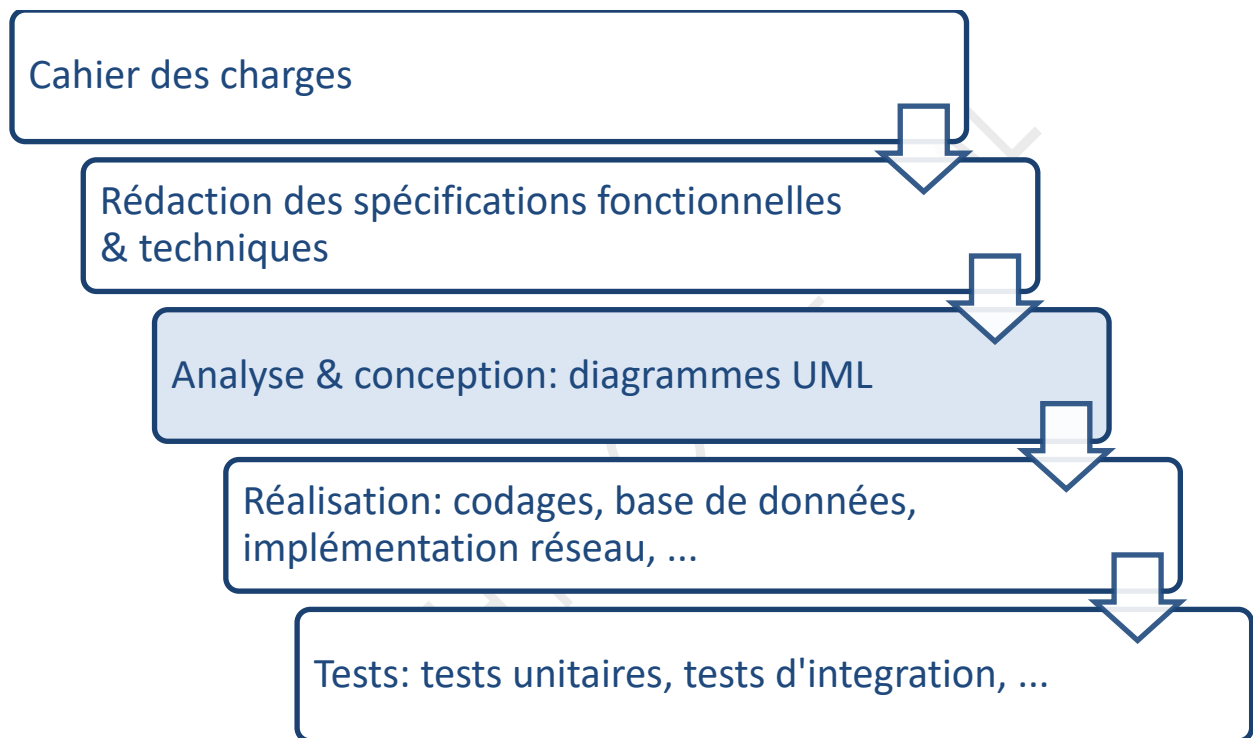 Cahier des charges
Rédaction des spécifications fonctionnelles
& techniques
Analyse & conception: diagrammes UML
Réalisation: codages, base de données,
implémentation réseau, ...
Tests: tests unitaires, tests d'integration, ...